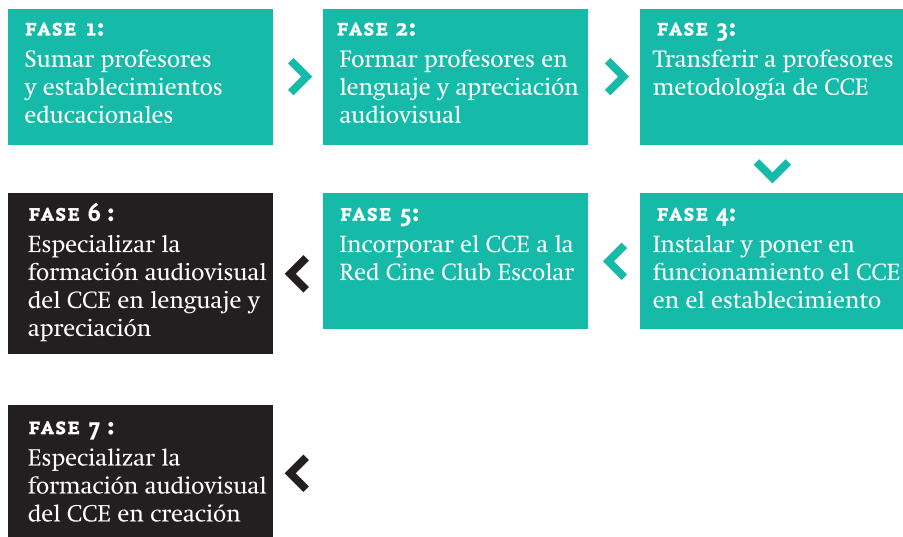 FASE 1:
Sumar profesores
y establecimientos
educacionales
FASE 2:
Formar profesores en
lenguaje y apreciación
audiovisual
FASE 3:
Transferir a profesores
metodología de CCE
FASE 4:
Instalar y poner en
funcionamiento el CCE
en el establecimiento
FASE 5:
Incorporar el CCE a la
Red Cine Club Escolar
FASE 6 :
Especializar la
formación audiovisual
del CCE en lenguaje y
apreciación
FASE 7 :
Especializar la
formación audiovisual
del CCE en creación